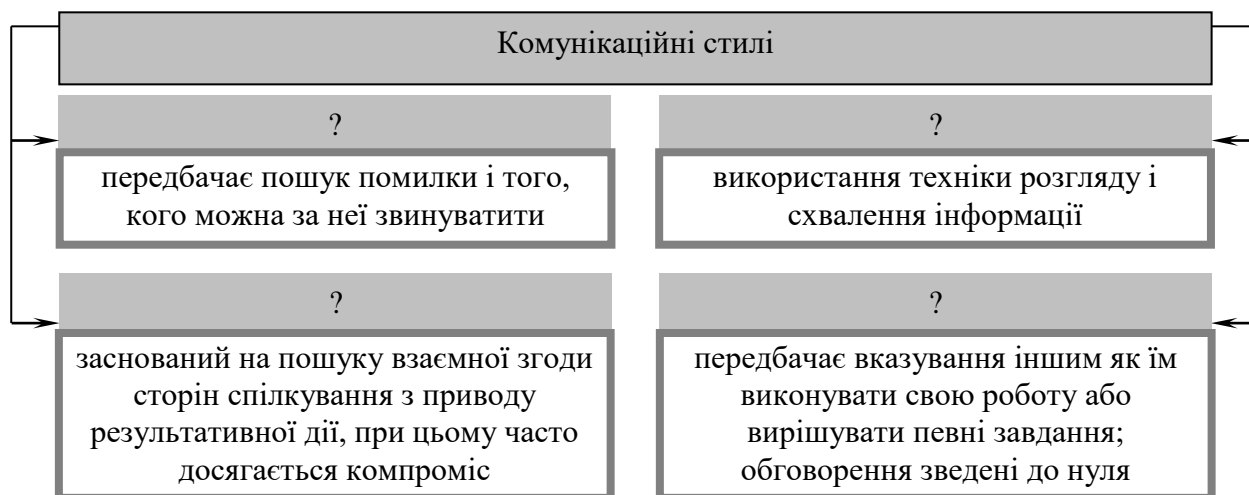 Комунікаційні стилі
?
передбачає пошук помилки і того,
кого можна за неї звинуватити
?
використання техніки розгляду і
схвалення інформації
?
заснований на пошуку взаємної згоди
сторін спілкування з приводу
результативної дії, при цьому часто
досягається компроміс
?
передбачає вказування іншим як їм
виконувати свою роботу або
вирішувати певні завдання;
обговорення зведені до нуля